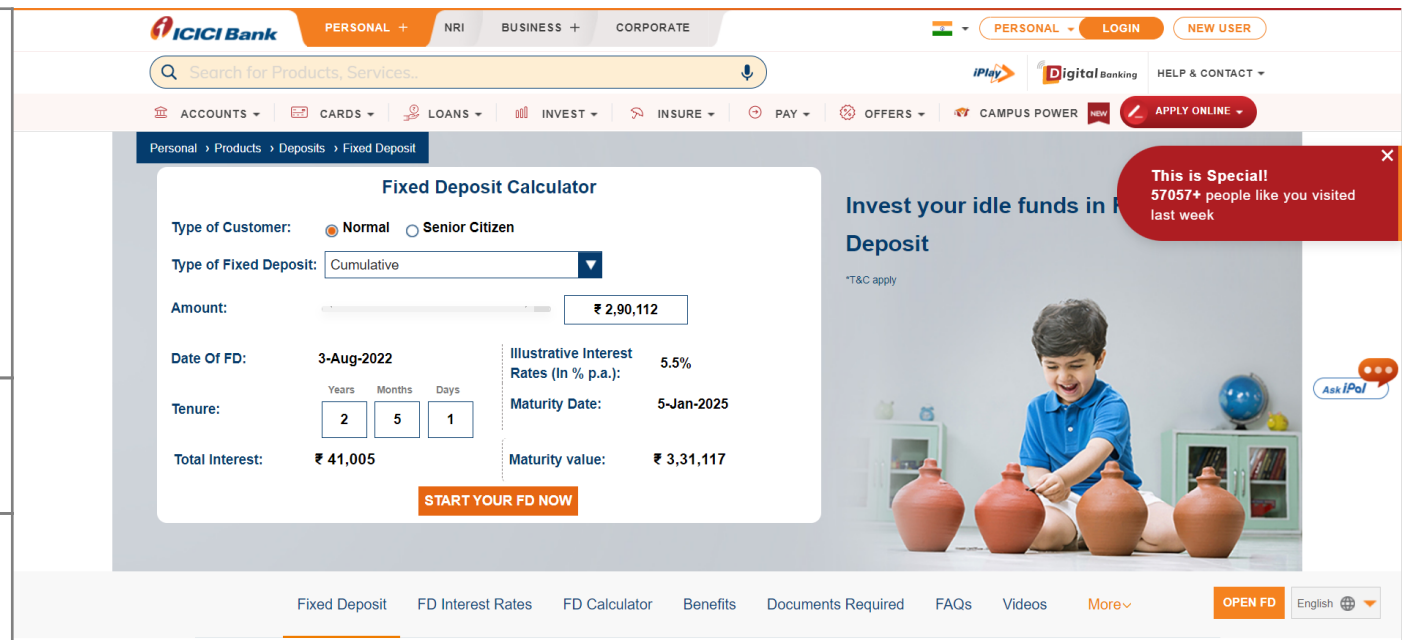 ICICI Bank
PERSONAL + NRI BUSINESS + CORPORATE
PERSONAL LOGIN NEW USER
Search for Products, Services..
iPlay Digital Banking HELP & CONTACT
ACCOUNTS CARDS LOANS INVEST INSURE PAY OFFERS CAMPUS POWER NEW APPLY ONLINE
Personal › Products › Deposits › Fixed Deposit
Fixed Deposit Calculator
Type of Customer: Normal Senior Citizen
Type of Fixed Deposit: Cumulative
Amount: ₹ 2,90,112
Date Of FD: 3-Aug-2022
Illustrative Interest
Rates (In % p.a.): 5.5%
Years Months Days
Tenure: 2 5 1
Maturity Date: 5-Jan-2025
Total Interest: ₹ 41,005
Maturity value: ₹ 3,31,117
START YOUR FD NOW
Invest your idle funds in
Deposit
*T&C apply
This is Special!
57057+ people like you visited
last week
Ask iPal
Fixed Deposit FD Interest Rates FD Calculator Benefits Documents Required FAQs Videos More
OPEN FD English